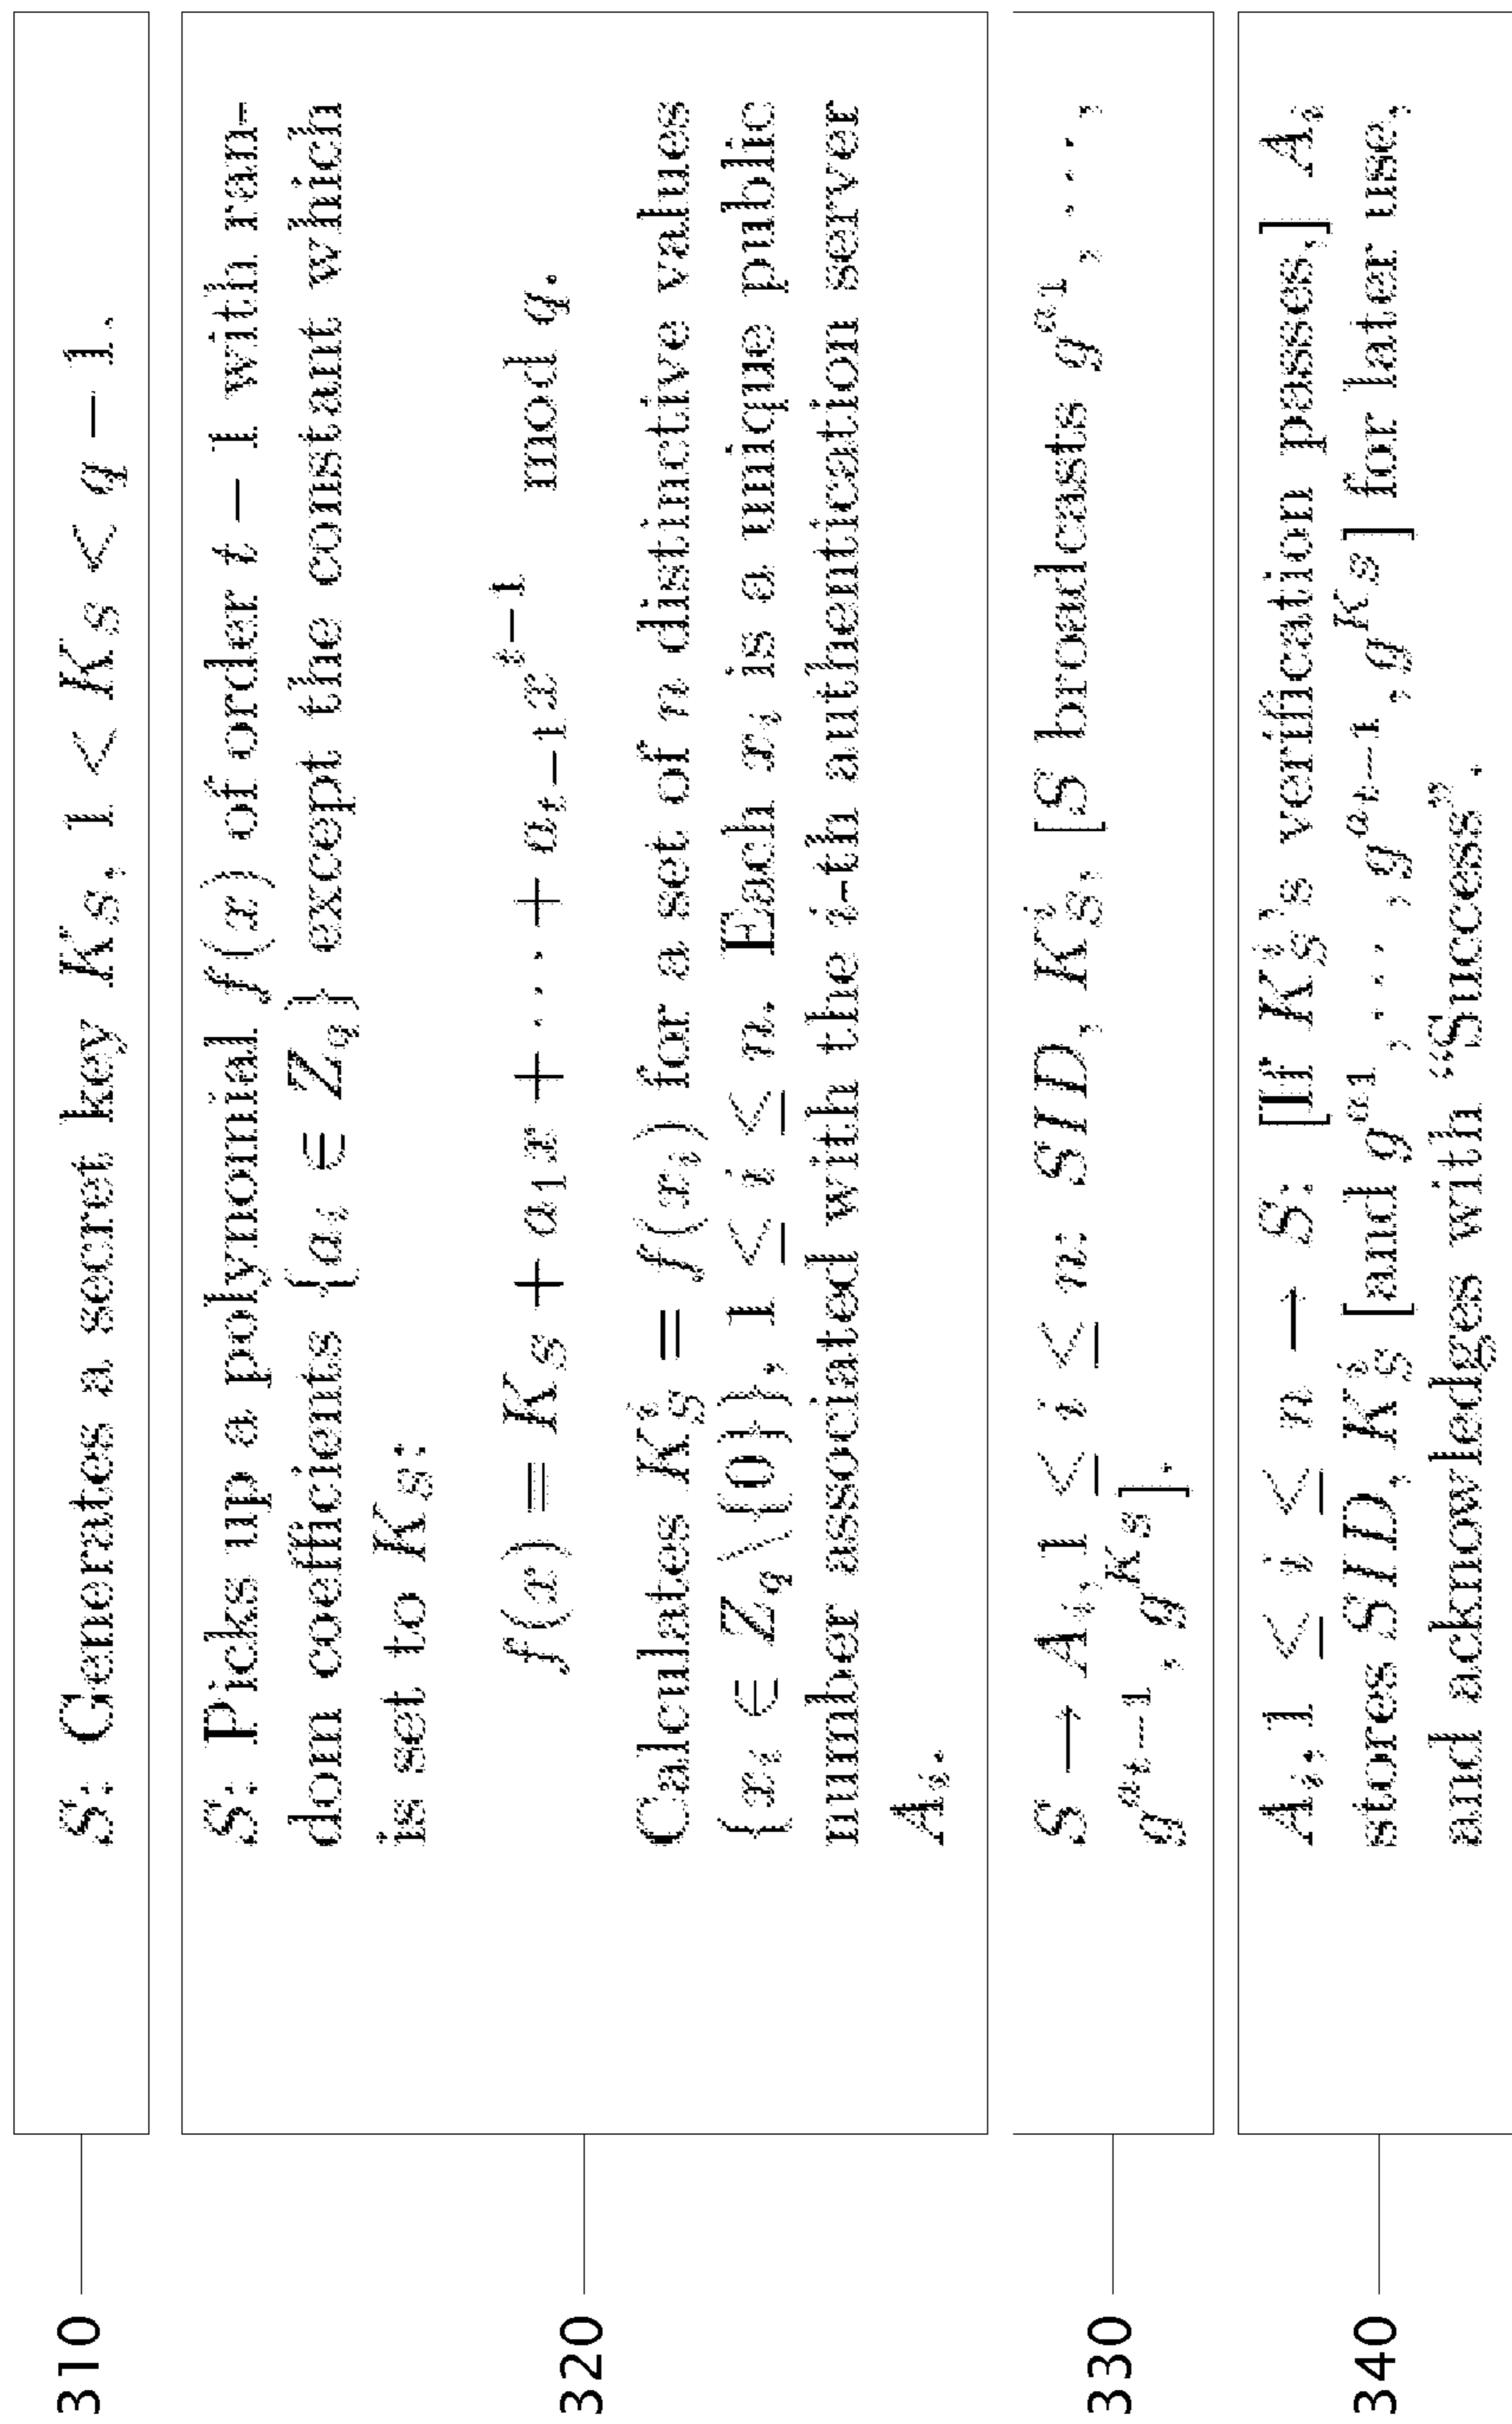 310
S: Generates a secret key K_S, 1 < K_S < q − 1.
320
S: Picks up a polynomial f(x) of order t − 1 with ran-
dom coefficients {a_i ∈ Z_q} except the constant which
is set to K_S:
f(x) = K_S + a_1x + ··· + a_{t−1}x^{t−1} mod q.
Calculates K_S^i = f(x_i) for a set of n distinctive values
{x_i ∈ Z_q\{0}}, 1 ≤ i ≤ n. Each x_i is a unique public
number associated with the i-th authentication server
A_i.
330
S → A_i, 1 ≤ i ≤ n: SID, K_S^i, [S broadcasts g^{a_1}, ...,
g^{a_{t−1}}, g^{K_S}].
340
A_i, 1 ≤ i ≤ n → S: [If K_S^i's verification passes,] A_i
stores SID, K_S^i [and g^{a_1}, ..., g^{a_{t−1}}, g^{K_S}] for later use,
and acknowledges with “Success”.